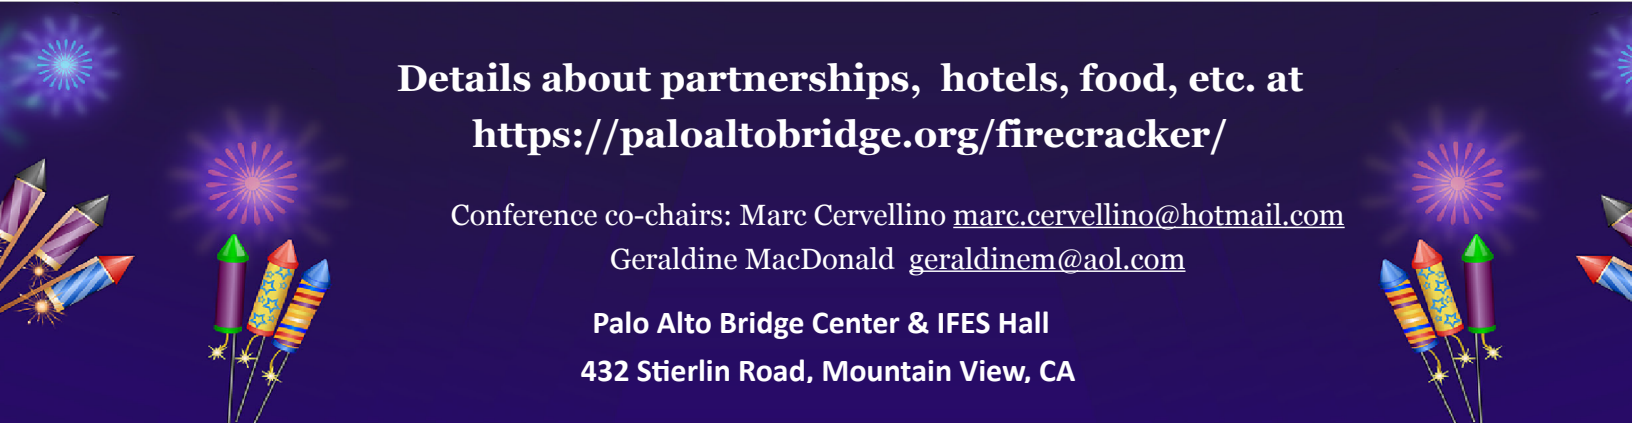 Details about partnerships,  hotels, food, etc. at
https://paloaltobridge.org/firecracker/
Conference co-chairs: Marc Cervellino marc.cervellino@hotmail.com
Geraldine MacDonald  geraldinem@aol.com
Palo Alto Bridge Center & IFES Hall
432 Stierlin Road, Mountain View, CA